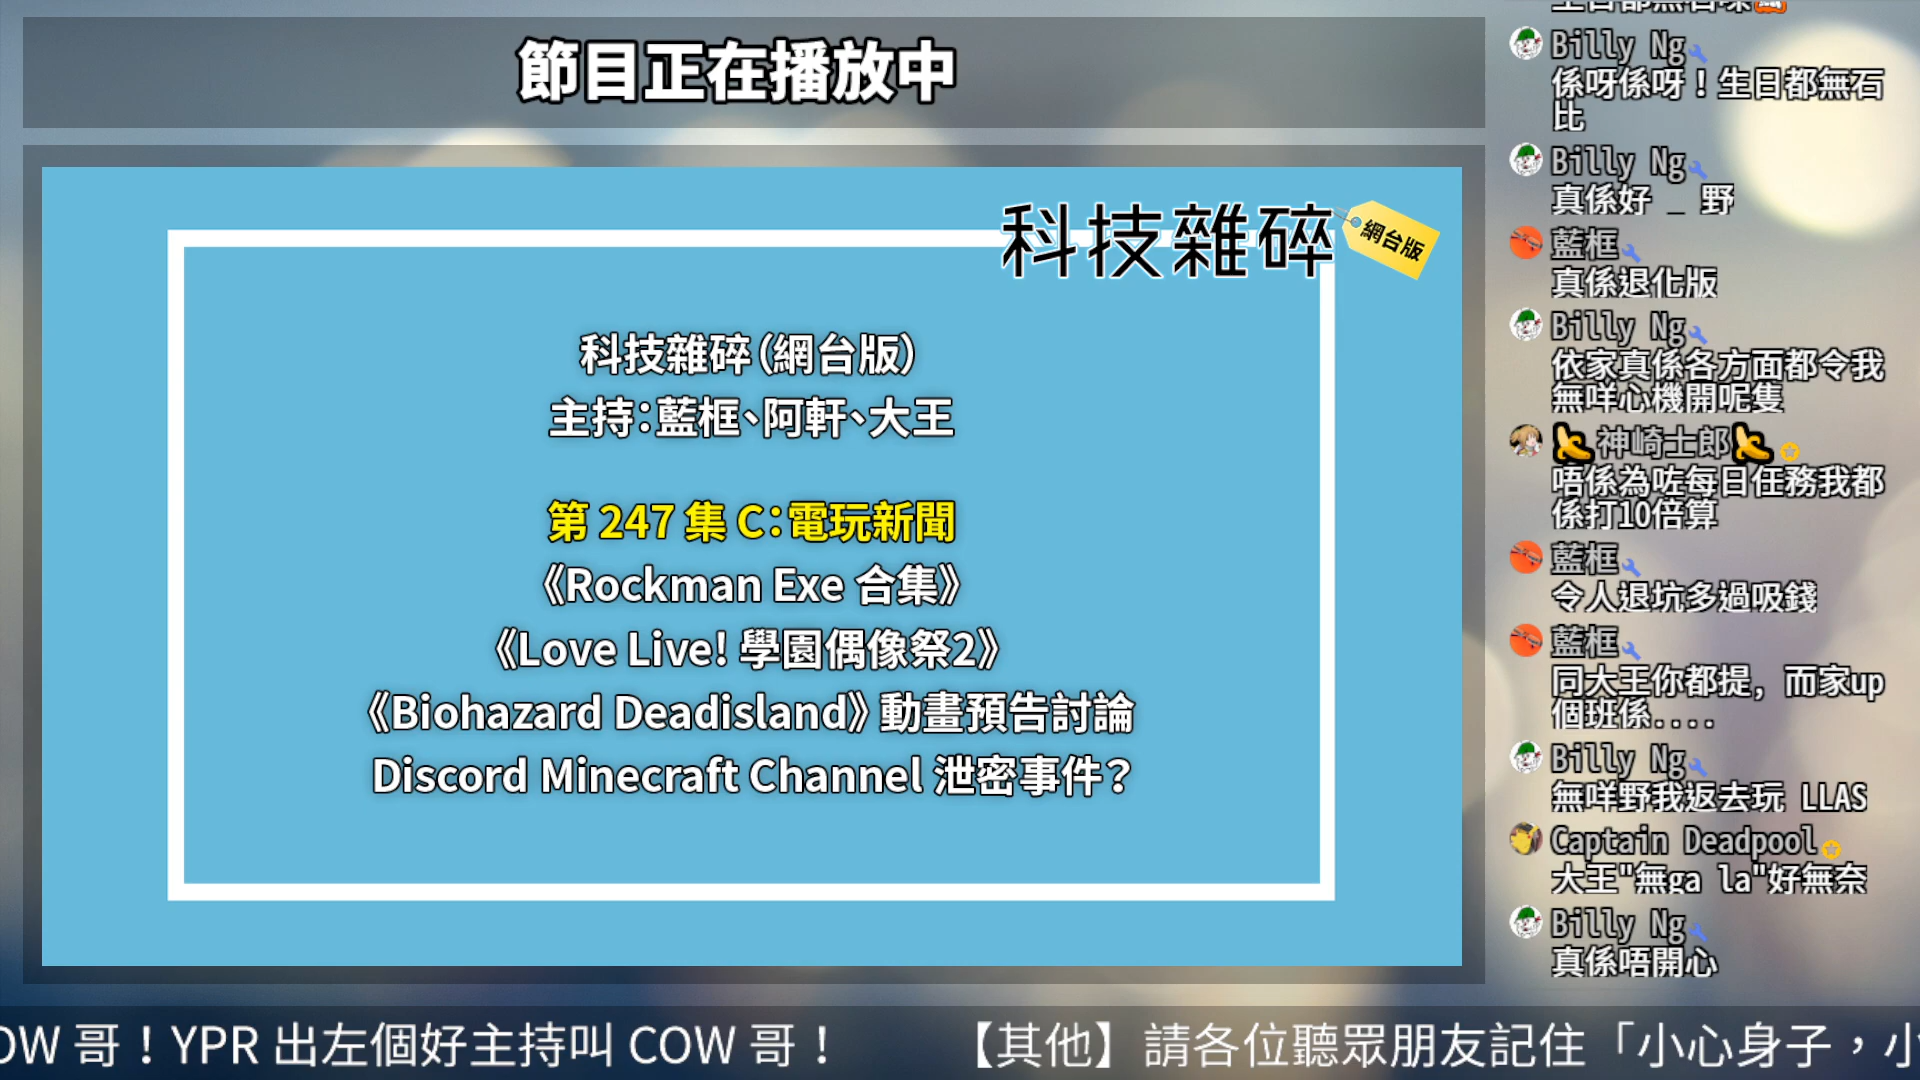 節目正在播放中
科技雜碎
網台版
科技雜碎（網台版）
主持：藍框、阿軒、大王
第 247 集 C：電玩新聞
《Rockman Exe 合集》
《Love Live! 學園偶像祭2》
《Biohazard Deadisland》動畫預告討論
Discord Minecraft Channel 泄密事件？
Billy Ng
係呀係呀！生日都無石
比
Billy Ng
真係好 _ 野
藍框
真係退化版
Billy Ng
依家真係各方面都令我
無咩心機開呢隻
🍌神崎士郎🍌
唔係為咗每日任務我都
係打10倍算
藍框
令人退坑多過吸錢
藍框
同大王你都提，而家up
個班係....
Billy Ng
無咩野我返去玩 LLAS
Captain Deadpool
大王"無ga la"好無奈
Billy Ng
真係唔開心
OW 哥！YPR 出左個好主持叫 COW 哥！
【其他】請各位聽眾朋友記住「小心身子，小